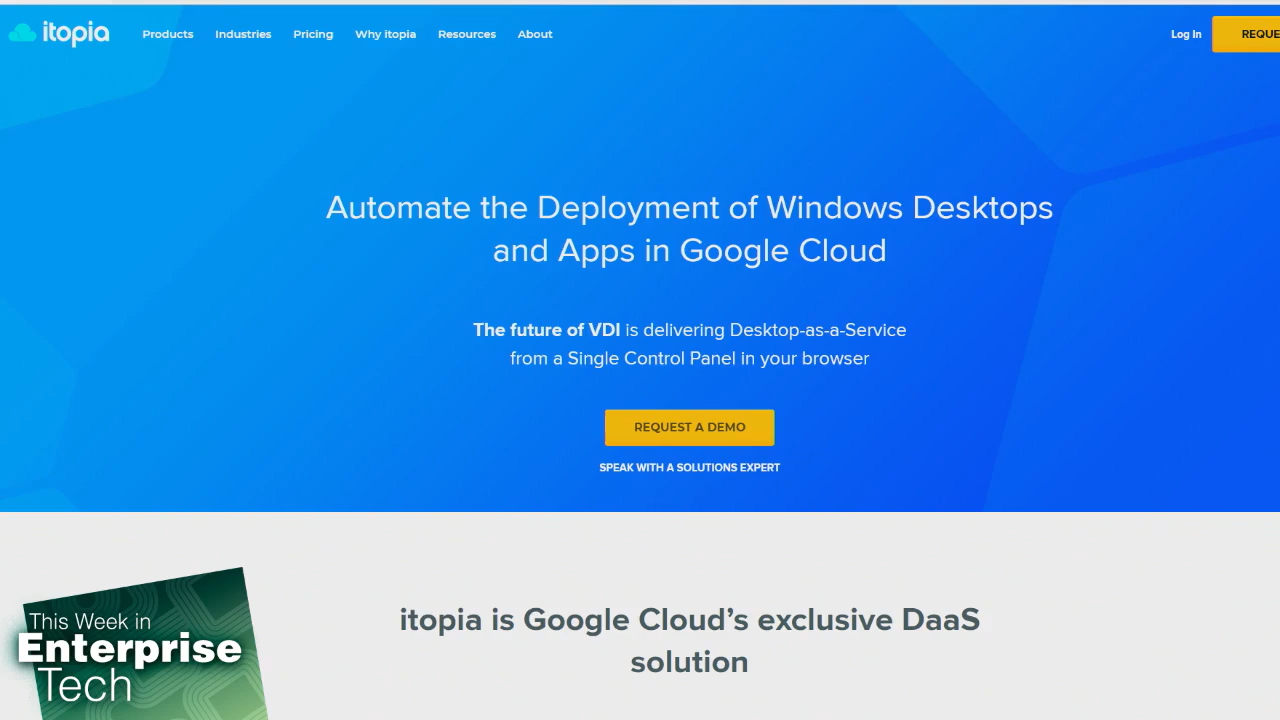 itopia
Products Industries Pricing Why itopia Resources About
Log In
Automate the Deployment of Windows Desktops
and Apps in Google Cloud
The future of VDI is delivering Desktop-as-a-Service
from a Single Control Panel in your browser
REQUEST A DEMO
SPEAK WITH A SOLUTIONS EXPERT
itopia is Google Cloud’s exclusive DaaS
solution
This Week in
Enterprise
Tech